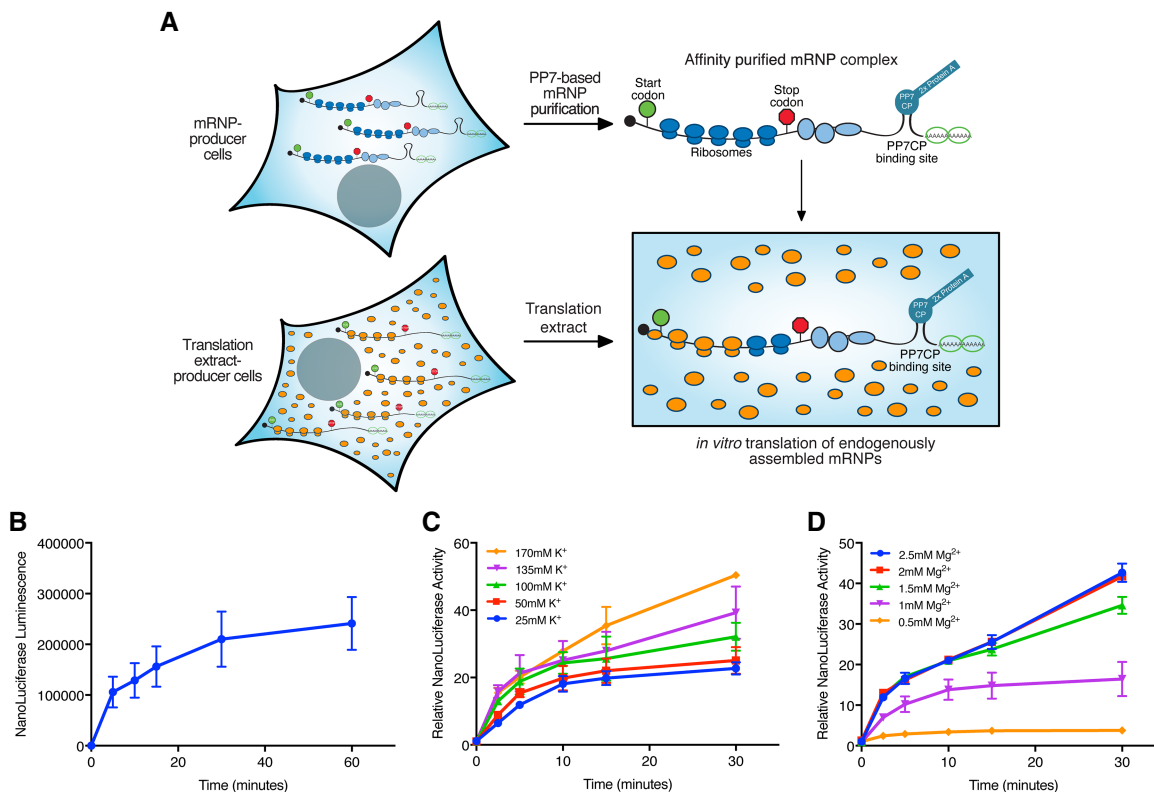 A
mRNP-
producer
cells
PP7-based
mRNP
purification
Affinity purified mRNP complex
Start
codon
Stop
codon
Ribosomes
PP7
CP
2x Protein A
AAAAAA AAAAAA
PP7CP
binding site
Translation
extract-
producer cells
Translation
extract
PP7
CP
2x Protein A
AAAAAA AAAAAA
PP7CP
binding site
in vitro translation of endogenously
assembled mRNPs
B
NanoLuciferase Luminescence
400000
300000
200000
100000
0
0 20 40 60
Time (minutes)
C
Relative NanoLuciferase Activity
60
40
20
0
170mM K+
135mM K+
100mM K+
50mM K+
25mM K+
0 10 20 30
Time (minutes)
D
Relative NanoLuciferase Activity
50
40
30
20
10
0
2.5mM Mg2+
2mM Mg2+
1.5mM Mg2+
1mM Mg2+
0.5mM Mg2+
0 10 20 30
Time (minutes)